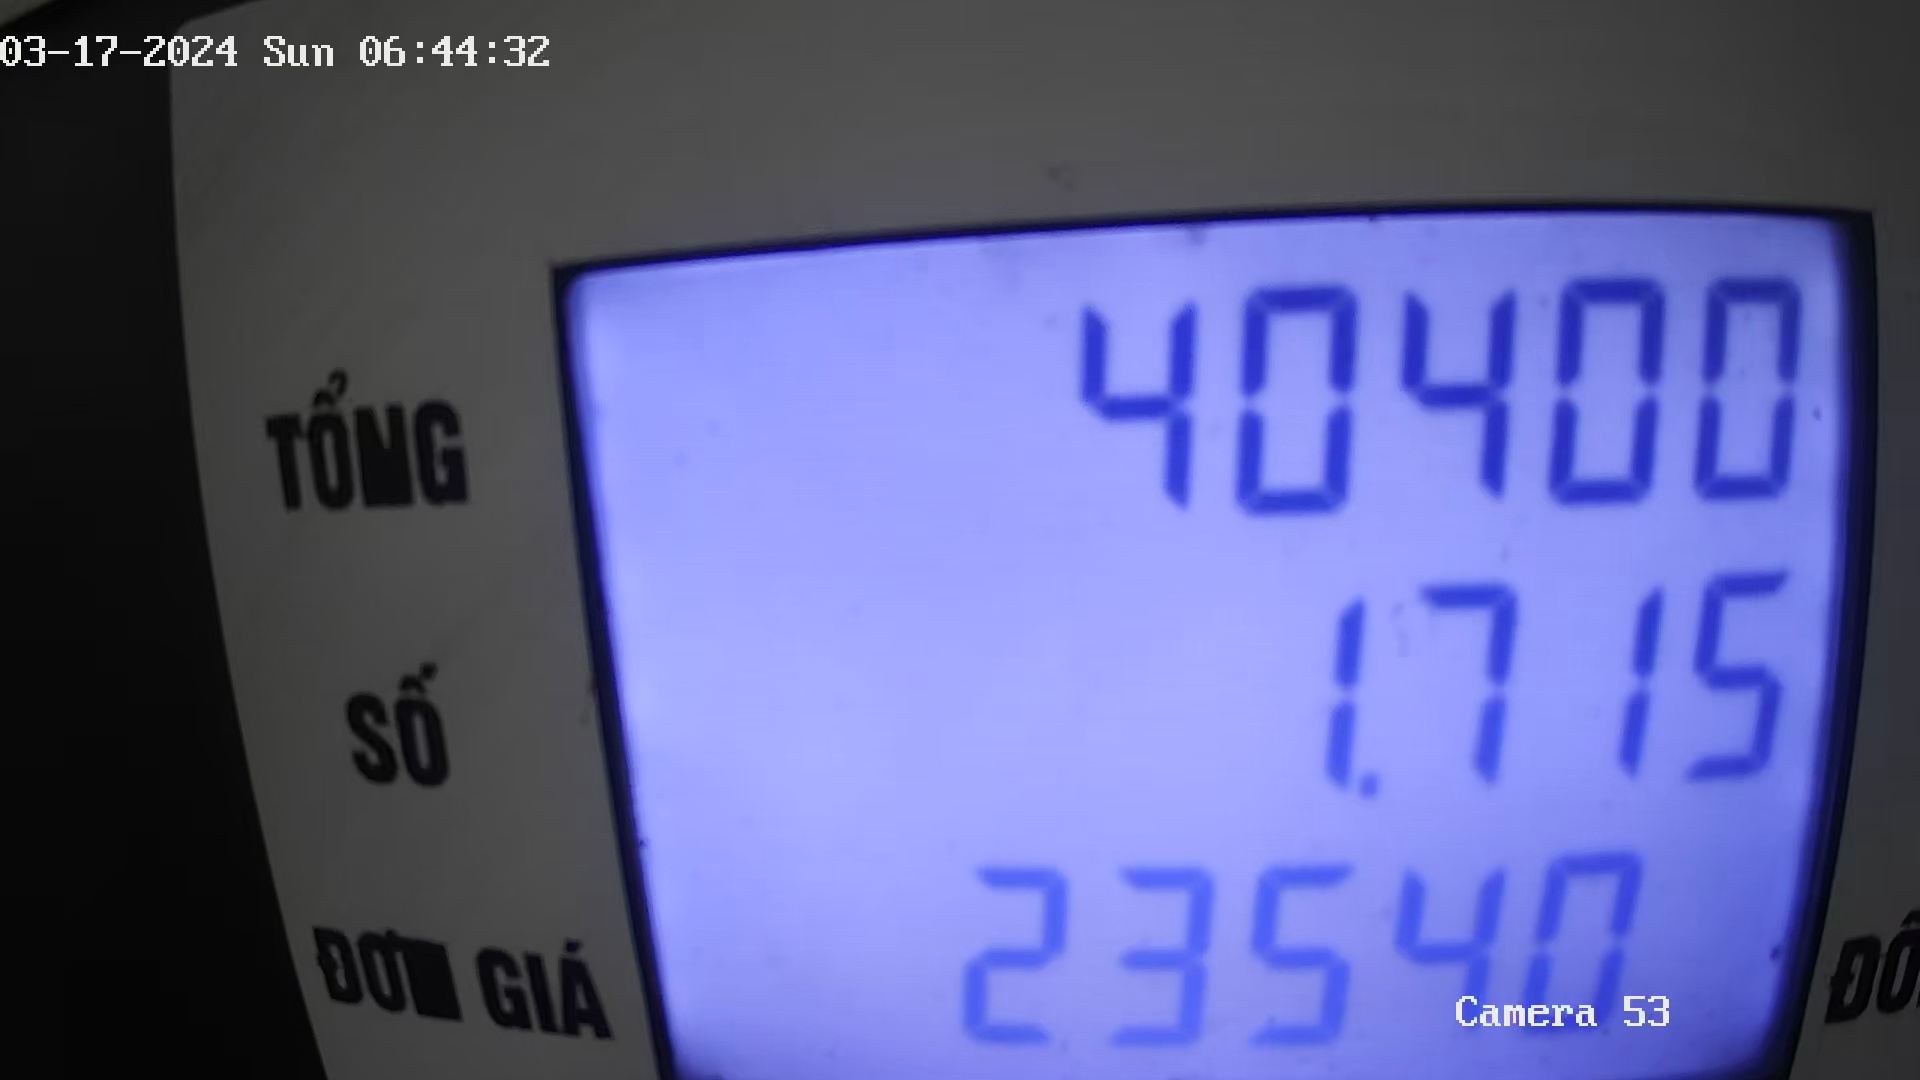 03-17-2024 Sun 06:44:32
TỔNG 40400
SỐ 1.715
ĐƠN GIÁ 23540
Camera 53